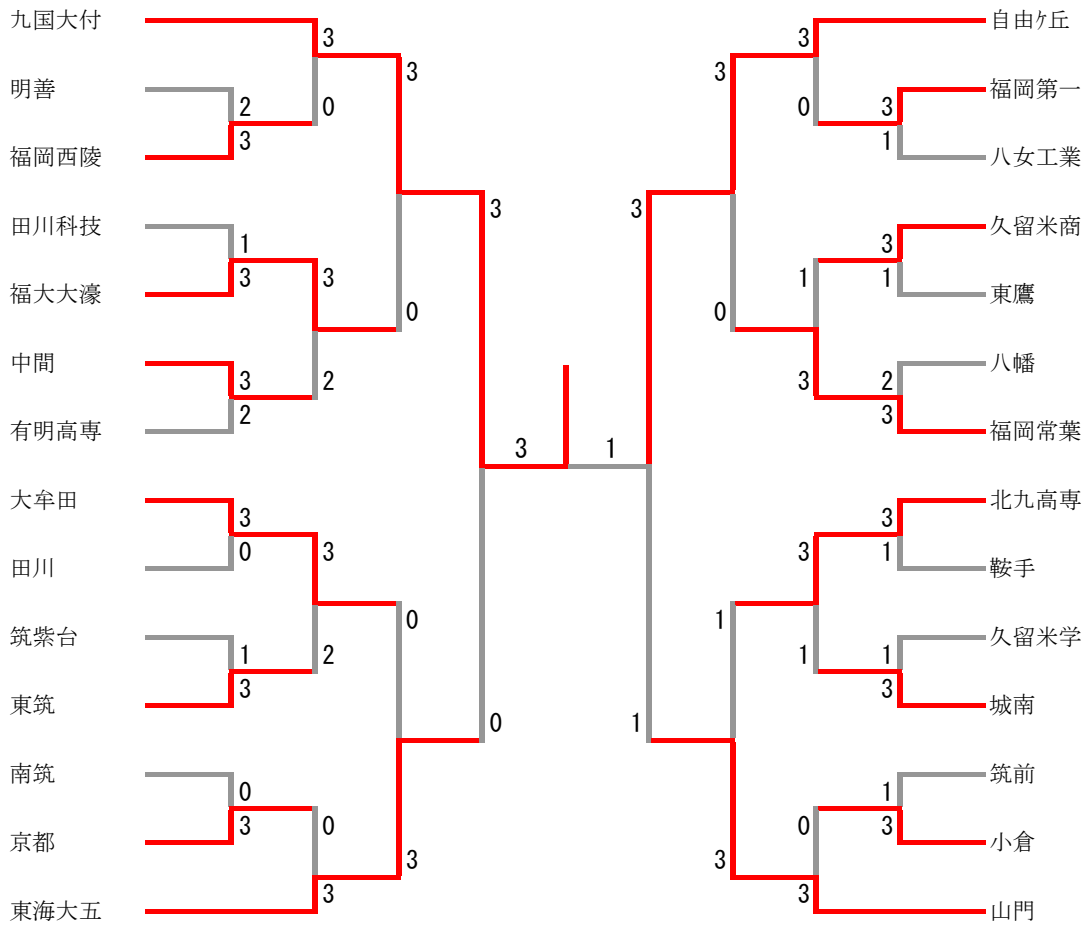 九国大付
3
3
明善
2
0
3
福岡西陵
田川科技
1
3
3
福大大濠
3
0
中間
3
2
2
有明高専
大牟田
3
0
3
田川
0
筑紫台
1
2
3
東筑
0
南筑
0
3
0
京都
3
3
東海大五
3
1
自由ケ丘
3
3
福岡第一
3
0
1
八女工業
3
久留米商
3
1
1
東鷹
0
八幡
2
3
3
福岡常葉
北九高専
3
3
1
鞍手
1
久留米学
1
1
3
城南
1
筑前
1
0
3
小倉
3
3
山門